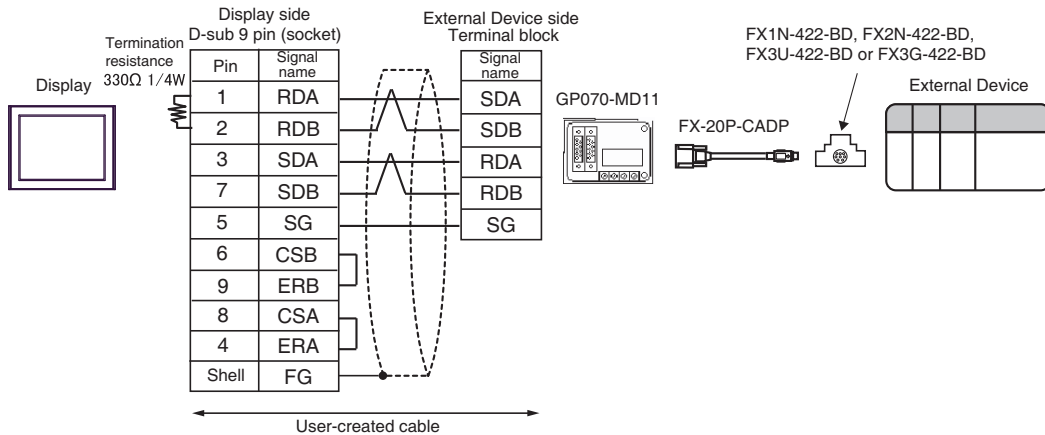 Display side
D-sub 9 pin (socket)
External Device side
Terminal block
Termination
resistance
330Ω 1/4W
Display
Pin Signal name
1 RDA
2 RDB
3 SDA
7 SDB
5 SG
6 CSB
9 ERB
8 CSA
4 ERA
Shell FG
Signal name
SDA
SDB
RDA
RDB
SG
User-created cable
GP070-MD11
FX-20P-CADP
FX1N-422-BD, FX2N-422-BD,
FX3U-422-BD or FX3G-422-BD
External Device